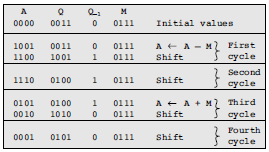 A Q Q-1 M
0000 0011 0 0111 Initial values
1001 0011 0 0111 A ← A - M } First
1100 1001 1 0111 Shift cycle
1110 0100 1 0111 Shift } Second cycle
0101 0100 1 0111 A ← A + M } Third
0010 1010 0 0111 Shift cycle
0001 0101 0 0111 Shift } Fourth cycle